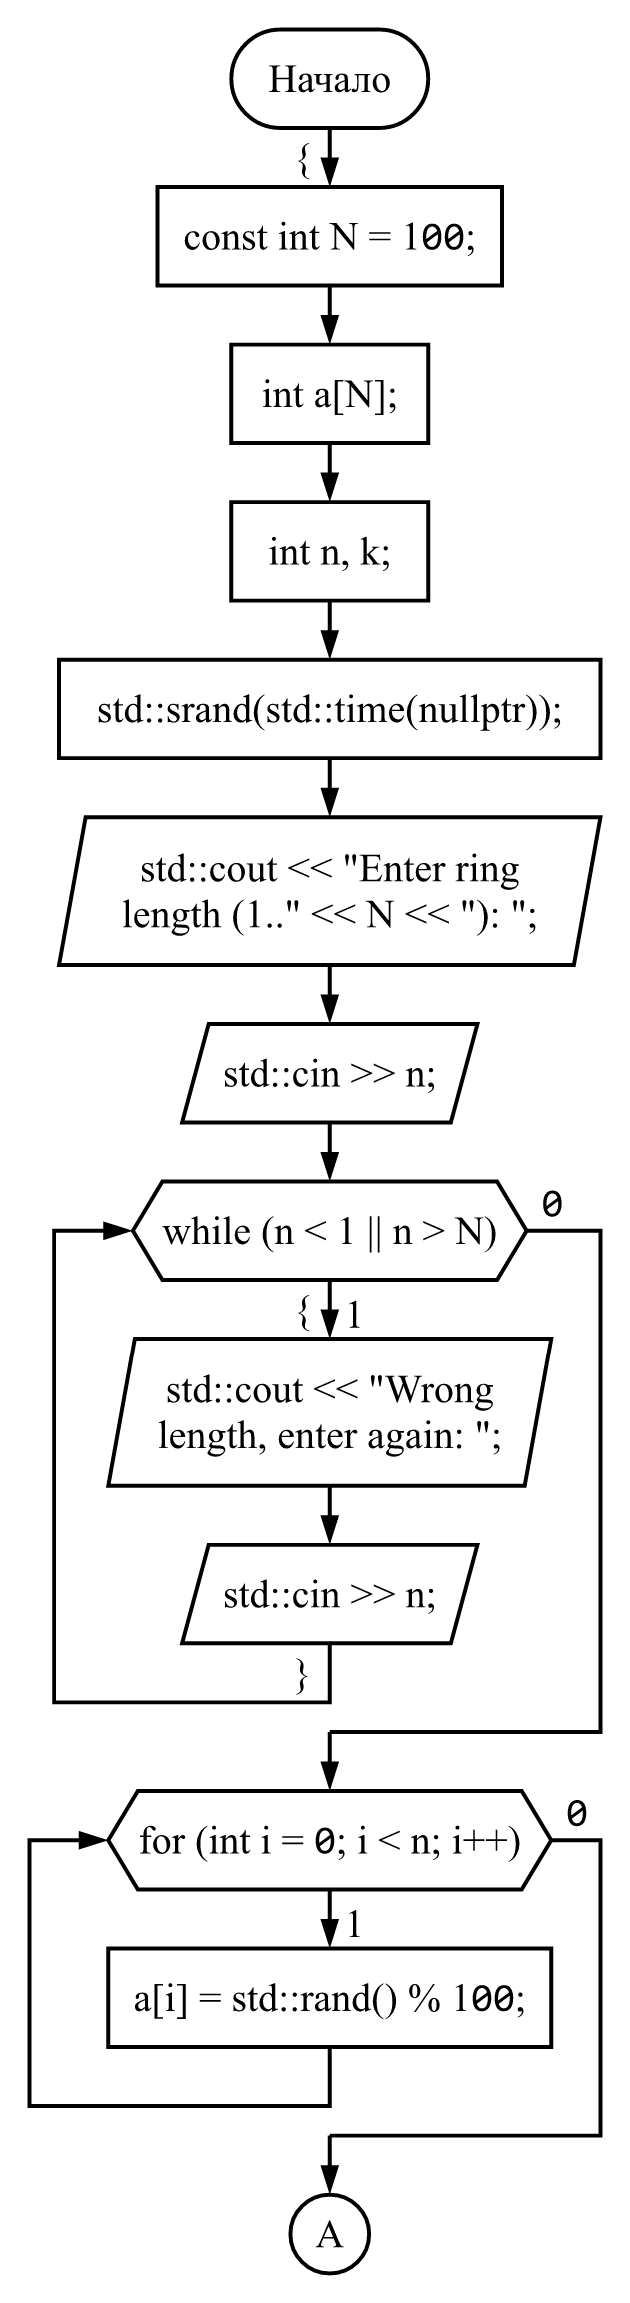 Начало
{
const int N = 100;
int a[N];
int n, k;
std::srand(std::time(nullptr));
std::cout << "Enter ring
length (1.." << N << "): ";
std::cin >> n;
while (n < 1 || n > N)
0
{
1
std::cout << "Wrong
length, enter again: ";
std::cin >> n;
}
for (int i = 0; i < n; i++)
0
1
a[i] = std::rand() % 100;
A